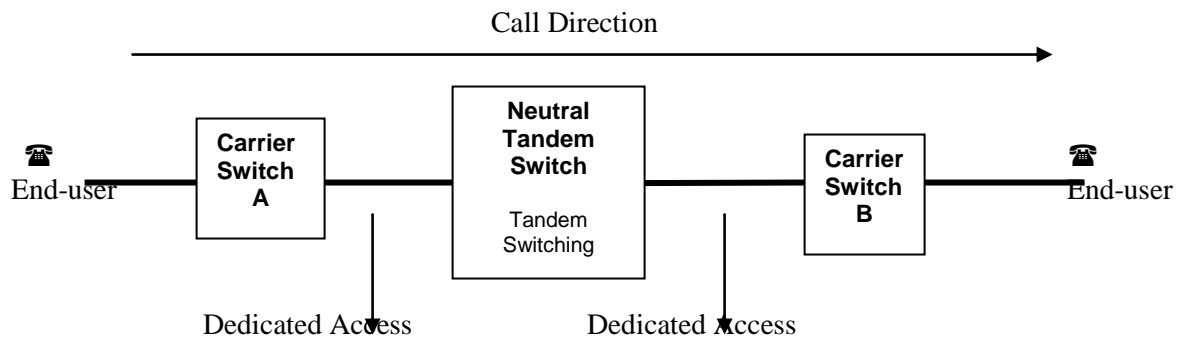 Call Direction
End-user
Carrier
Switch
A
Neutral
Tandem
Switch
Tandem
Switching
Carrier
Switch
B
End-user
Dedicated Access
Dedicated Access